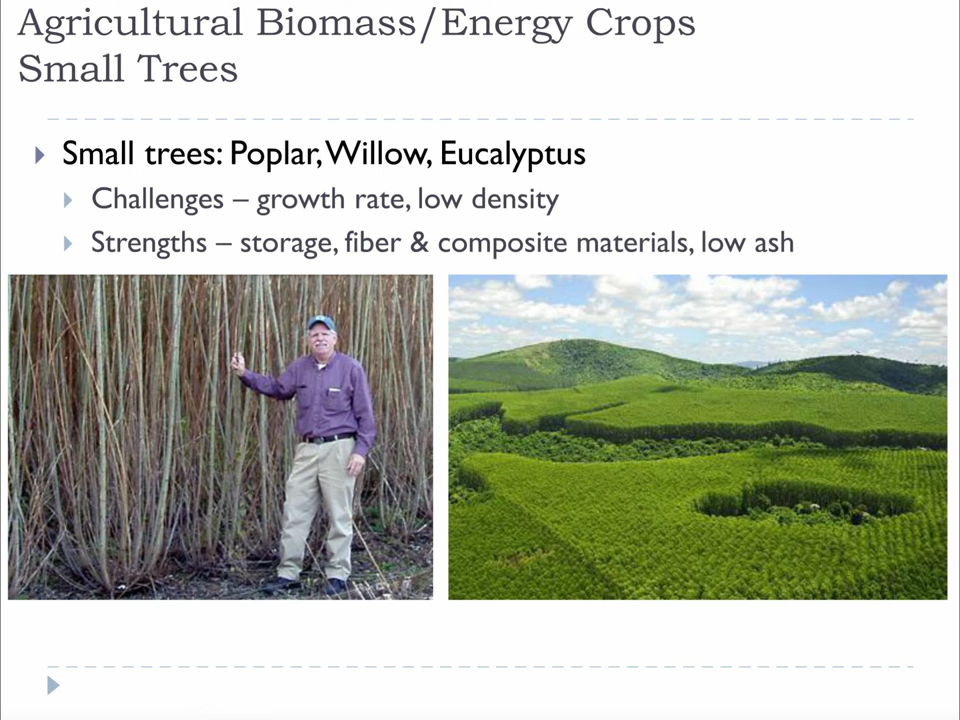 Agricultural Biomass/Energy Crops
Small Trees
Small trees: Poplar, Willow, Eucalyptus
Challenges – growth rate, low density
Strengths – storage, fiber & composite materials, low ash